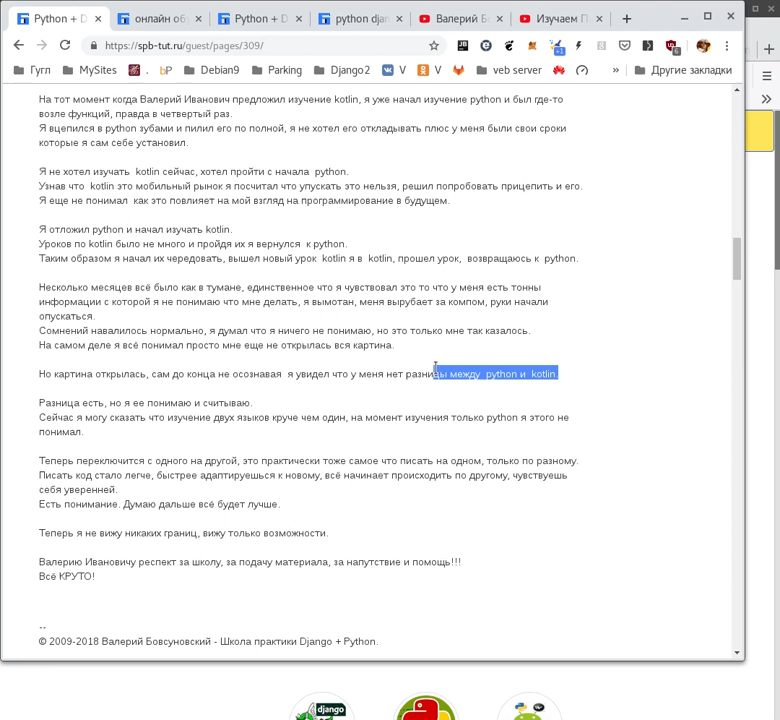 Python + D
онлайн об
Python + D
python djan
Валерий Б
Изучаем П
https://spb-tut.ru/guest/pages/309/
Гугл
MySites
.
Debian9
Parking
Django2
V
V
veb server
»
Другие закладки
На тот момент когда Валерий Иванович предложил изучение kotlin, я уже начал изучение python и был где-то
возле функций, правда в четвертый раз.
Я вцепился в python зубами и пилил его по полной, я не хотел его откладывать плюс у меня были свои сроки
которые я сам себе установил.
Я не хотел изучать kotlin сейчас, хотел пройти с начала python.
Узнав что kotlin это мобильный рынок я посчитал что упускать это нельзя, решил попробовать прицепить и его.
Я еще не понимал как это повлияет на мой взгляд на программирование в будущем.
Я отложил python и начал изучать kotlin.
Уроков по kotlin было не много и пройдя их я вернулся к python.
Таким образом я начал их чередовать, вышел новый урок kotlin я в kotlin, прошел урок, возвращаюсь к python.
Несколько месяцев всё было как в тумане, единственное что я чувствовал это то что у меня есть тонны
информации с которой я не понимаю что мне делать, я вымотан, меня вырубает за компом, руки начали
опускаться.
Сомнений навалилось нормально, я думал что я ничего не понимаю, но это только мне так казалось.
На самом деле я всё понимал просто мне еще не открылась вся картина.
Но картина открылась, сам до конца не осознавая я увидел что у меня нет разницы между python и kotlin.
Разница есть, но я ее понимаю и считываю.
Сейчас я могу сказать что изучение двух языков круче чем один, на момент изучения только python я этого не
понимал.
Теперь переключится с одного на другой, это практически тоже самое что писать на одном, только по разному.
Писать код стало легче, быстрее адаптируешься к новому, всё начинает происходить по другому, чувствуешь
себя уверенней.
Есть понимание. Думаю дальше всё будет лучше.
Теперь я не вижу никаких границ, вижу только возможности.
Валерию Ивановичу респект за школу, за подачу материала, за напутствие и помощь!!!
Всё КРУТО!
--
© 2009-2018 Валерий Бовсуновский - Школа практики Django + Python.
django